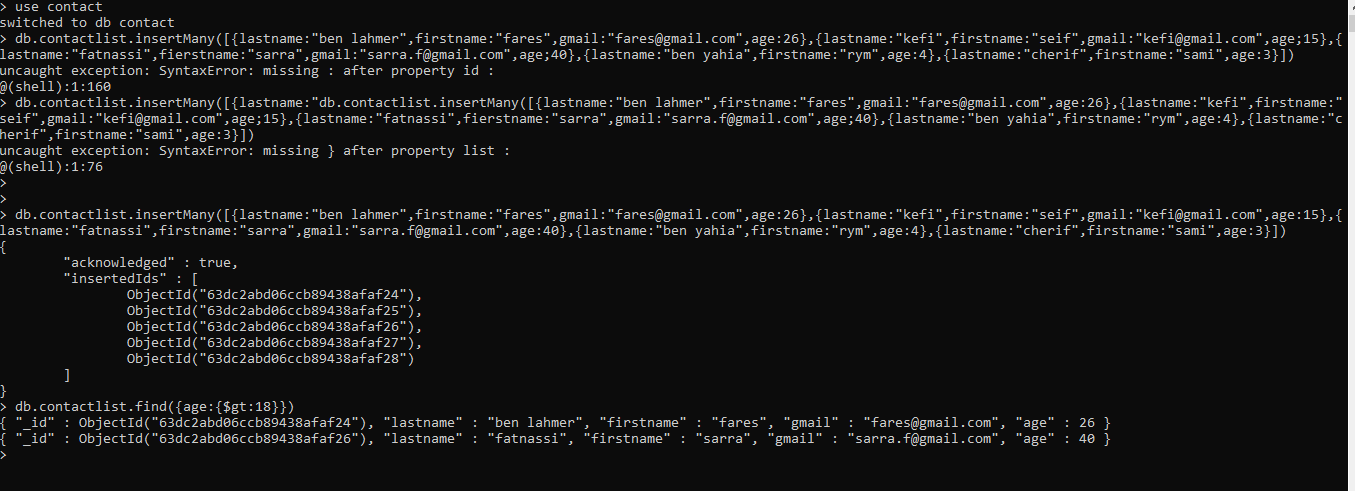 > use contact
switched to db contact
> db.contactlist.insertMany([{lastname:"ben lahmer",firstname:"fares",gmail:"fares@gmail.com",age:26},{lastname:"kefi",firstname:"seif",gmail:"kefi@gmail.com",age;15},{
lastname:"fatnassi",fierstname:"sarra",gmail:"sarra.f@gmail.com",age;40},{lastname:"ben yahia",firstname:"rym",age:4},{lastname:"cherif",firstname:"sami",age:3}])
uncaught exception: SyntaxError: missing : after property id :
@(shell):1:160
> db.contactlist.insertMany([{lastname:"db.contactlist.insertMany([{lastname:"ben lahmer",firstname:"fares",gmail:"fares@gmail.com",age:26},{lastname:"kefi",firstname:"
seif",gmail:"kefi@gmail.com",age;15},{lastname:"fatnassi",fierstname:"sarra",gmail:"sarra.f@gmail.com",age;40},{lastname:"ben yahia",firstname:"rym",age:4},{lastname:"c
herif",firstname:"sami",age:3}])
uncaught exception: SyntaxError: missing } after property list :
@(shell):1:76
>
>
> db.contactlist.insertMany([{lastname:"ben lahmer",firstname:"fares",gmail:"fares@gmail.com",age:26},{lastname:"kefi",firstname:"seif",gmail:"kefi@gmail.com",age:15},{
lastname:"fatnassi",firstname:"sarra",gmail:"sarra.f@gmail.com",age:40},{lastname:"ben yahia",firstname:"rym",age:4},{lastname:"cherif",firstname:"sami",age:3}])
{
"acknowledged" : true,
"insertedIds" : [
ObjectId("63dc2abd06ccb89438afaf24"),
ObjectId("63dc2abd06ccb89438afaf25"),
ObjectId("63dc2abd06ccb89438afaf26"),
ObjectId("63dc2abd06ccb89438afaf27"),
ObjectId("63dc2abd06ccb89438afaf28")
]
}
> db.contactlist.find({age:{$gt:18}})
{ "_id" : ObjectId("63dc2abd06ccb89438afaf24"), "lastname" : "ben lahmer", "firstname" : "fares", "gmail" : "fares@gmail.com", "age" : 26 }
{ "_id" : ObjectId("63dc2abd06ccb89438afaf26"), "lastname" : "fatnassi", "firstname" : "sarra", "gmail" : "sarra.f@gmail.com", "age" : 40 }
>